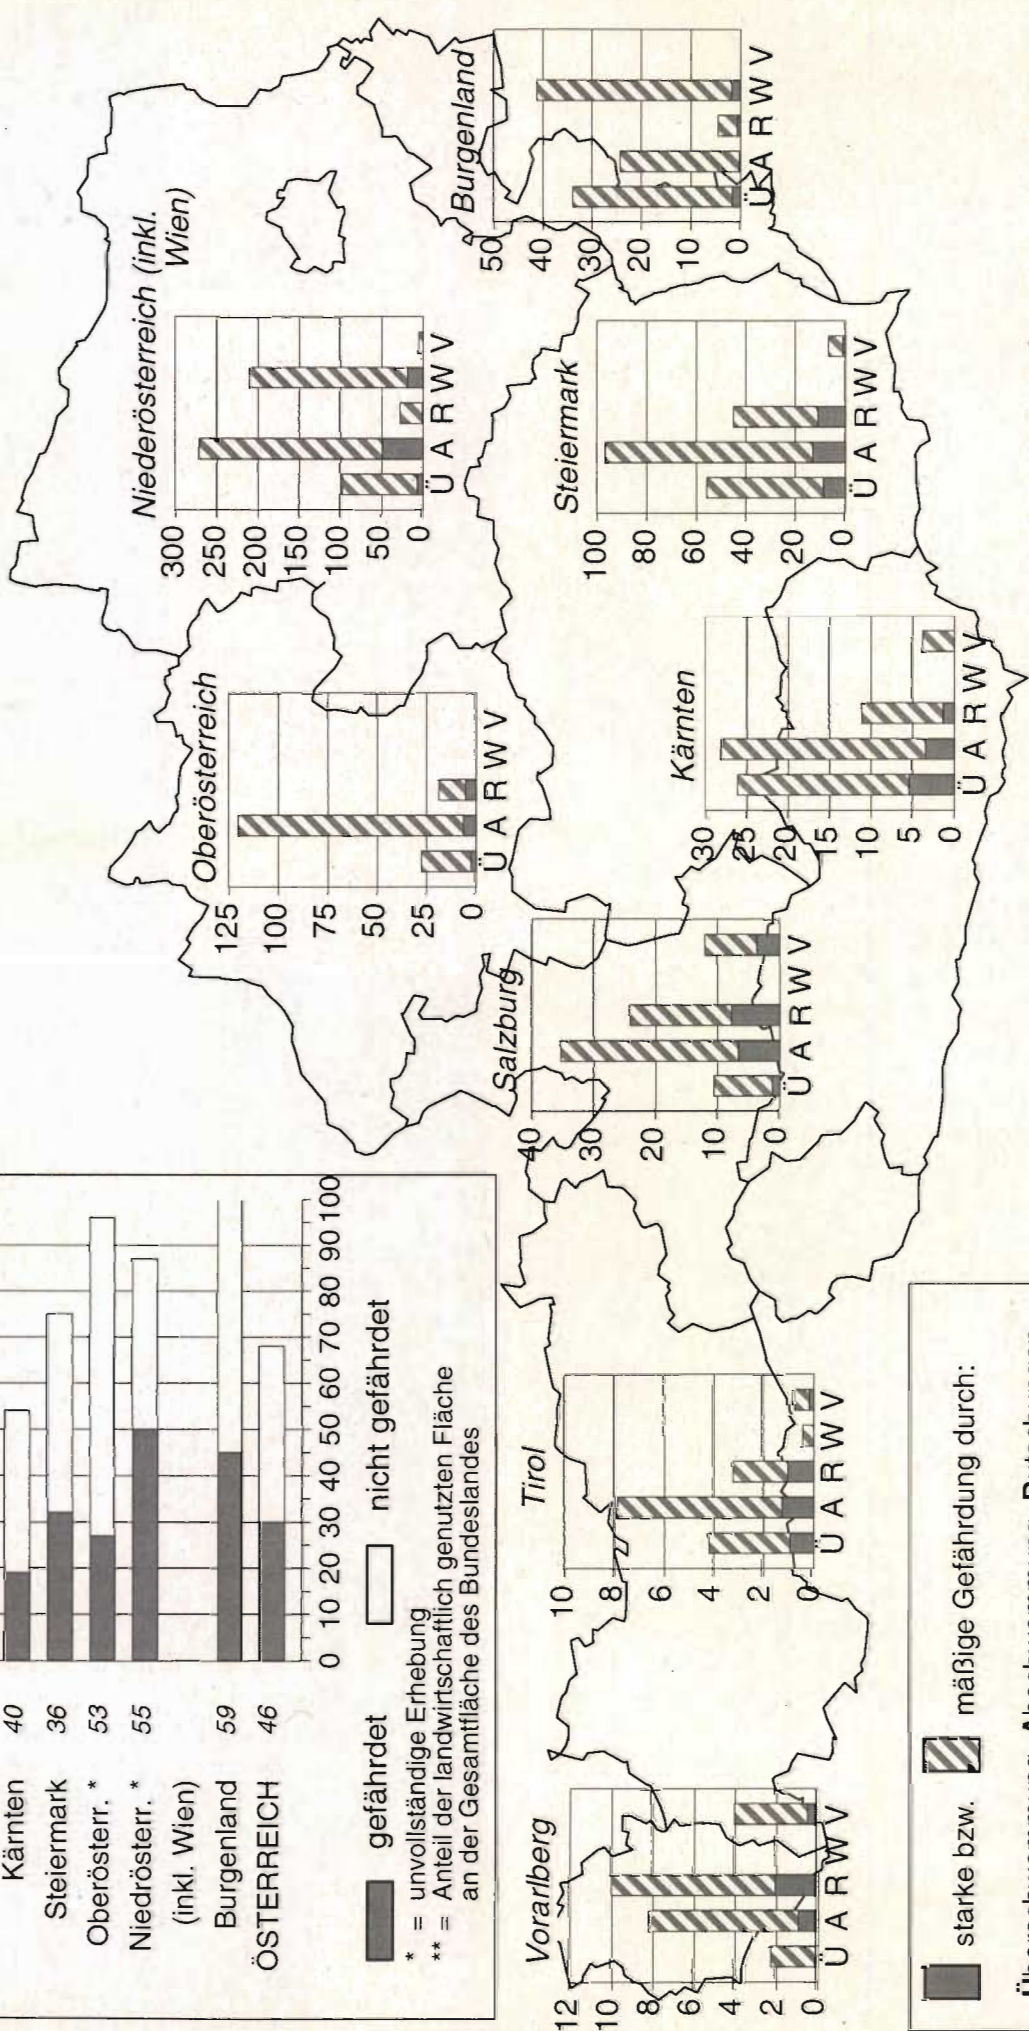 Kärnten 40
Steiermark 36
Oberösterr. * 53
Niedrösterr. * 55
(inkl. Wien)
Burgenland 59
ÖSTERREICH 46
0 10 20 30 40 50 60 70 80 90 100
gefährdet nicht gefährdet
* = unvollständige Erhebung
** = Anteil der landwirtschaftlich genutzten Fläche
an der Gesamtfläche des Bundeslandes
Niederösterreich (inkl.
Wien)
300
250
200
150
100
50
0
Ü A R W V
Oberösterreich
125
100
75
50
25
0
Ü A R W V
Burgenland
50
40
30
20
10
0
Ü A R W V
Salzburg
40
30
20
10
0
Ü A R W V
Steiermark
100
80
60
40
20
0
Ü A R W V
Vorarlberg
12
10
8
6
4
2
0
Ü A R W V
Tirol
10
8
6
4
2
0
Ü A R W V
Kärnten
30
25
20
15
10
5
0
Ü A R W V
starke bzw. mäßige Gefährdung durch:
Überschwemmung, Abschwemmung, Rutschungen